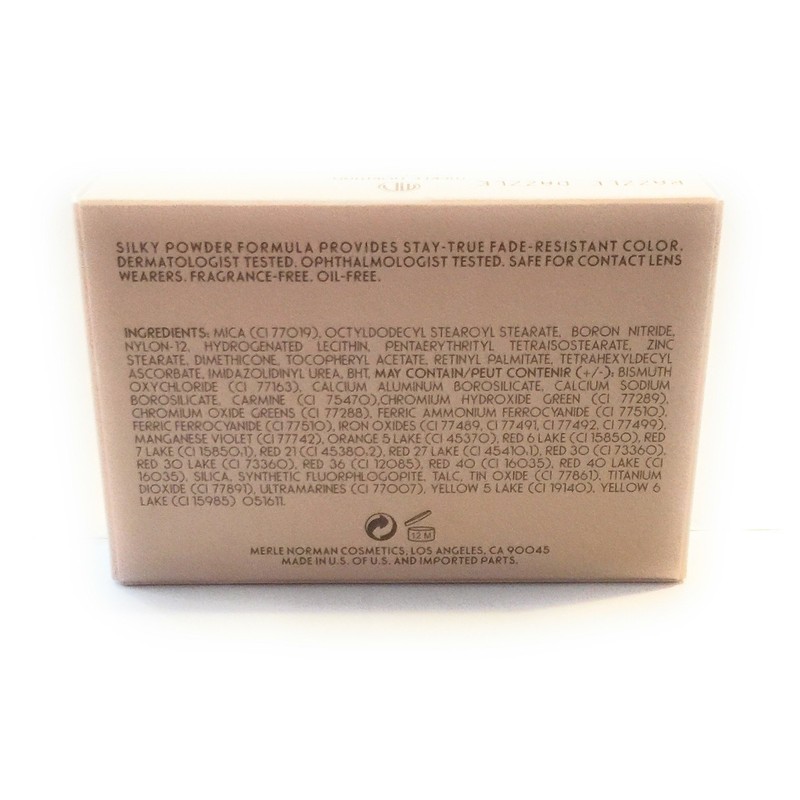 SILKY POWDER FORMULA PROVIDES STAY-TRUE FADE-RESISTANT COLOR.
DERMATOLOGIST TESTED. OPHTHALMOLOGIST TESTED. SAFE FOR CONTACT LENS
WEARERS. FRAGRANCE-FREE. OIL-FREE.
INGREDIENTS: MICA (CI 77019), OCTYLDODECYL STEAROYL STEARATE, BORON NITRIDE,
NYLON-12, HYDROGENATED LECITHIN, PENTAERYTHRITYL TETRAISOSTEARATE, ZINC
STEARATE, DIMETHICONE, TOCOPHERYL ACETATE, RETINYL PALMITATE, TETRAHEXYLDECYL
ASCORBATE, IMIDAZOLIDINYL UREA, BHT. MAY CONTAIN/PEUT CONTENIR (+/-): BISMUTH
OXYCHLORIDE (CI 77163), CALCIUM ALUMINUM BOROSILICATE, CALCIUM SODIUM
BOROSILICATE, CARMINE (CI 75470),CHROMIUM HYDROXIDE GREEN (CI 77289),
CHROMIUM OXIDE GREENS (CI 77288), FERRIC AMMONIUM FERROCYANIDE (CI 77510),
FERRIC FERROCYANIDE (CI 77510), IRON OXIDES (CI 77489, CI 77491, CI 77492, CI 77499),
MANGANESE VIOLET (CI 77742), ORANGE 5 LAKE (CI 45370), RED 6 LAKE (CI 15850), RED
7 LAKE (CI 15850:1), RED 21 (CI 45380:2), RED 27 LAKE (CI 45410:1), RED 30 (CI 73360),
RED 30 LAKE (CI 73360), RED 36 (CI 12085), RED 40 (CI 16035), RED 40 LAKE (CI
16035), SILICA, SYNTHETIC FLUORPHLOGOPITE, TALC, TIN OXIDE (CI 77861), TITANIUM
DIOXIDE (CI 77891), ULTRAMARINES (CI 77007), YELLOW 5 LAKE (CI 19140), YELLOW 6
LAKE (CI 15985) 051611.
12 M
MERLE NORMAN COSMETICS, LOS ANGELES, CA 90045
MADE IN U.S. OF U.S. AND IMPORTED PARTS.